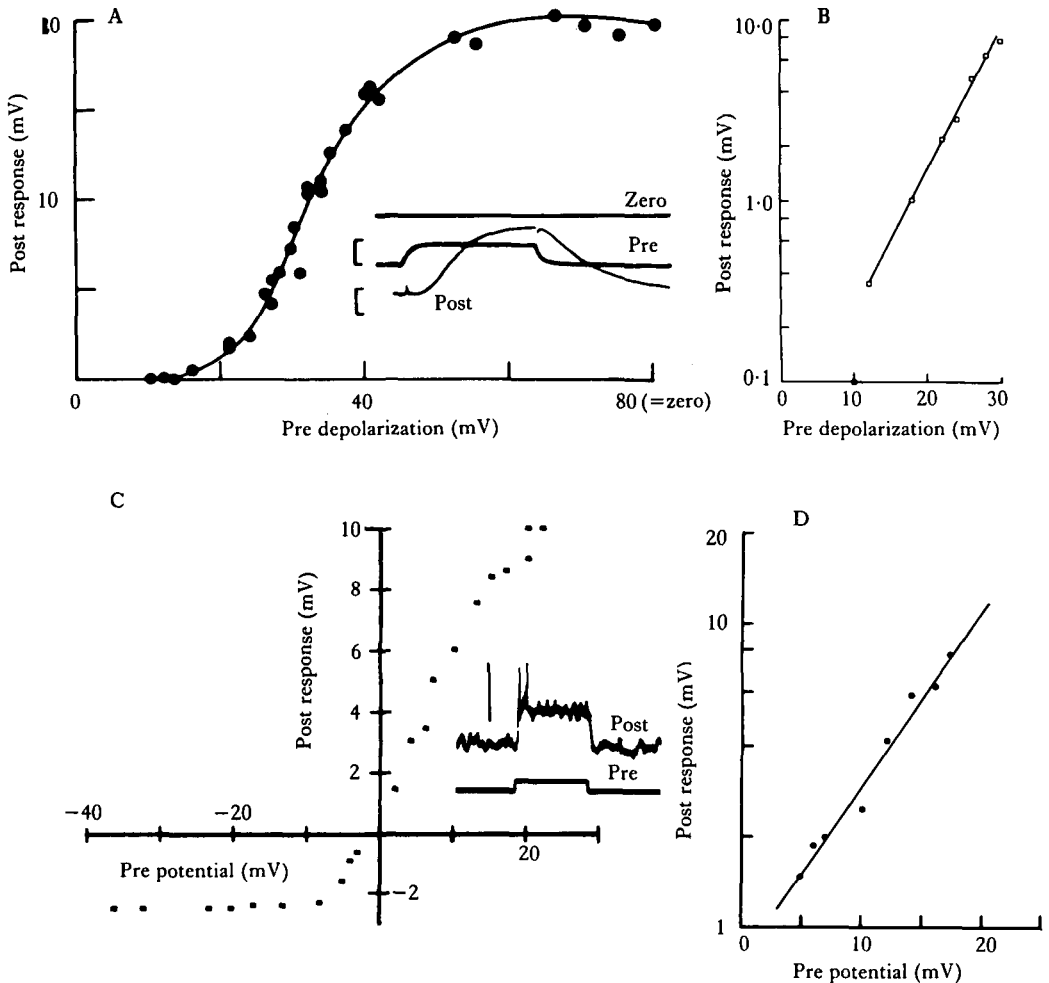 A
Post response (mV)
10
Zero
Pre
Post
0
40
80 (=zero)
Pre depolarization (mV)
B
10·0
1·0
0·1
Post response (mV)
0
10
20
30
Pre depolarization (mV)
C
Post response (mV)
10
8
6
4
2
−2
Post
Pre
−40
−20
20
Pre potential (mV)
D
20
10
1
Post response (mV)
0
10
20
Pre potential (mV)